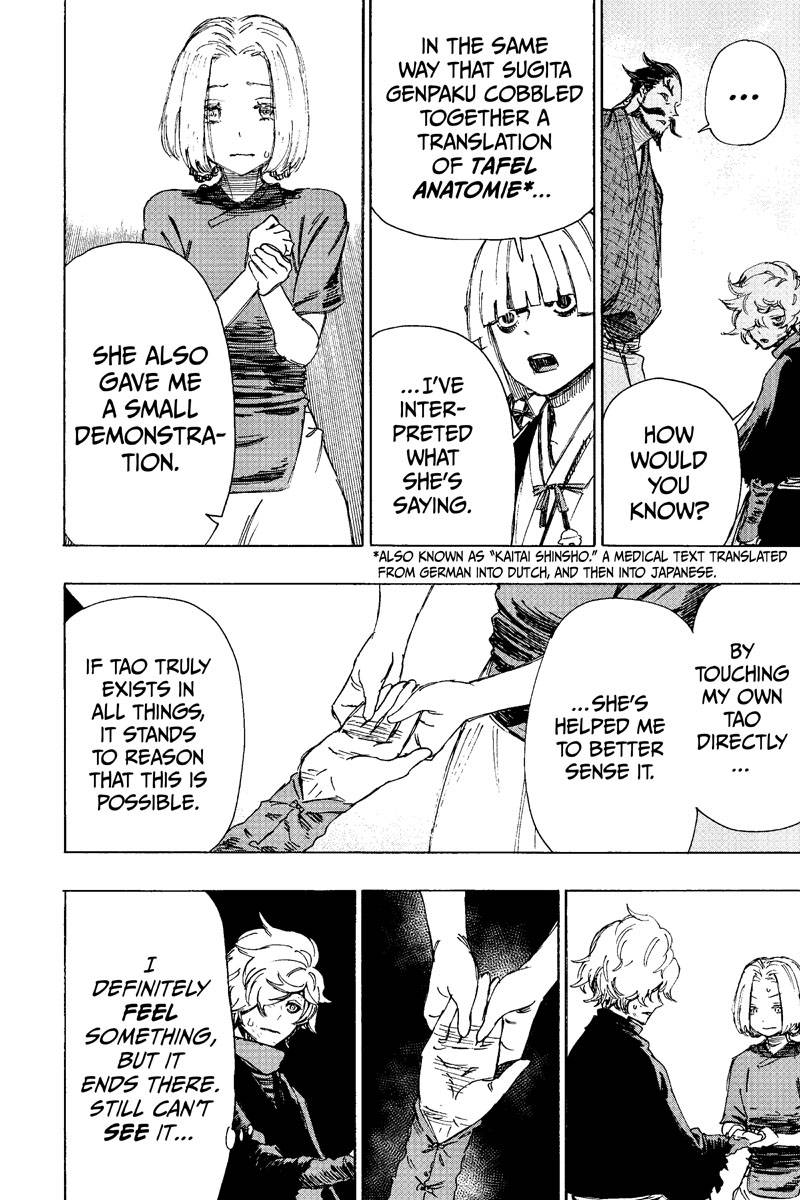 ...
HOW
WOULD
YOU
KNOW?
IN THE SAME
WAY THAT SUGITA
GENPAKU COBBLED
TOGETHER A
TRANSLATION
OF TAFEL
ANATOMIE*...
...I'VE
INTER-
PRETED
WHAT
SHE'S
SAYING.
SHE ALSO
GAVE ME
A SMALL
DEMONSTRA-
TION.
*ALSO KNOWN AS "KAITAI SHINSHO." A MEDICAL TEXT TRANSLATED
FROM GERMAN INTO DUTCH, AND THEN INTO JAPANESE.
BY
TOUCHING
MY OWN
TAO
DIRECTLY
...
...SHE'S
HELPED ME
TO BETTER
SENSE IT.
IF TAO TRULY
EXISTS IN
ALL THINGS,
IT STANDS
TO REASON
THAT THIS IS
POSSIBLE.
I
DEFINITELY
FEEL
SOMETHING,
BUT IT
ENDS THERE.
STILL CAN'T
SEE IT...